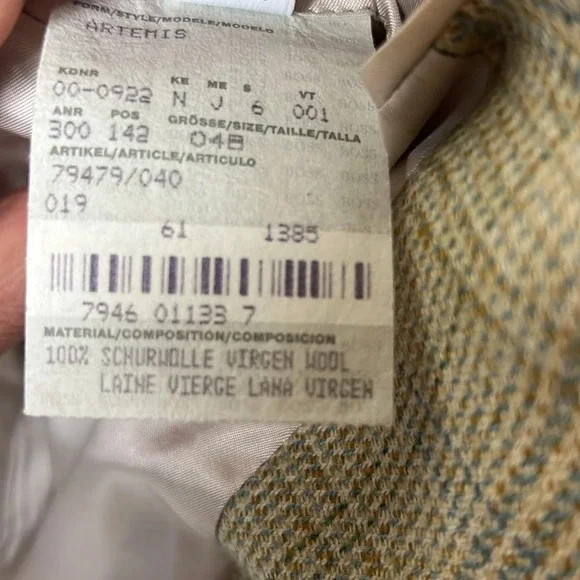 FORM/STYLE/MODELE/MODELO
ARTEMIS
KDNR KE ME S VT
00-0922 N J 6 001
ANR POS GRÖSSE/SIZE/TAILLE/TALLA
300 142 048
ARTIKEL/ARTICLE/ARTICULO
79479/040
019
61 1385
7946 01133 7
MATERIAL/COMPOSITION/COMPOSICION
100% SCHURWOLLE VIRGEN WOOL
LAINE VIERGE LANA VIRGEN